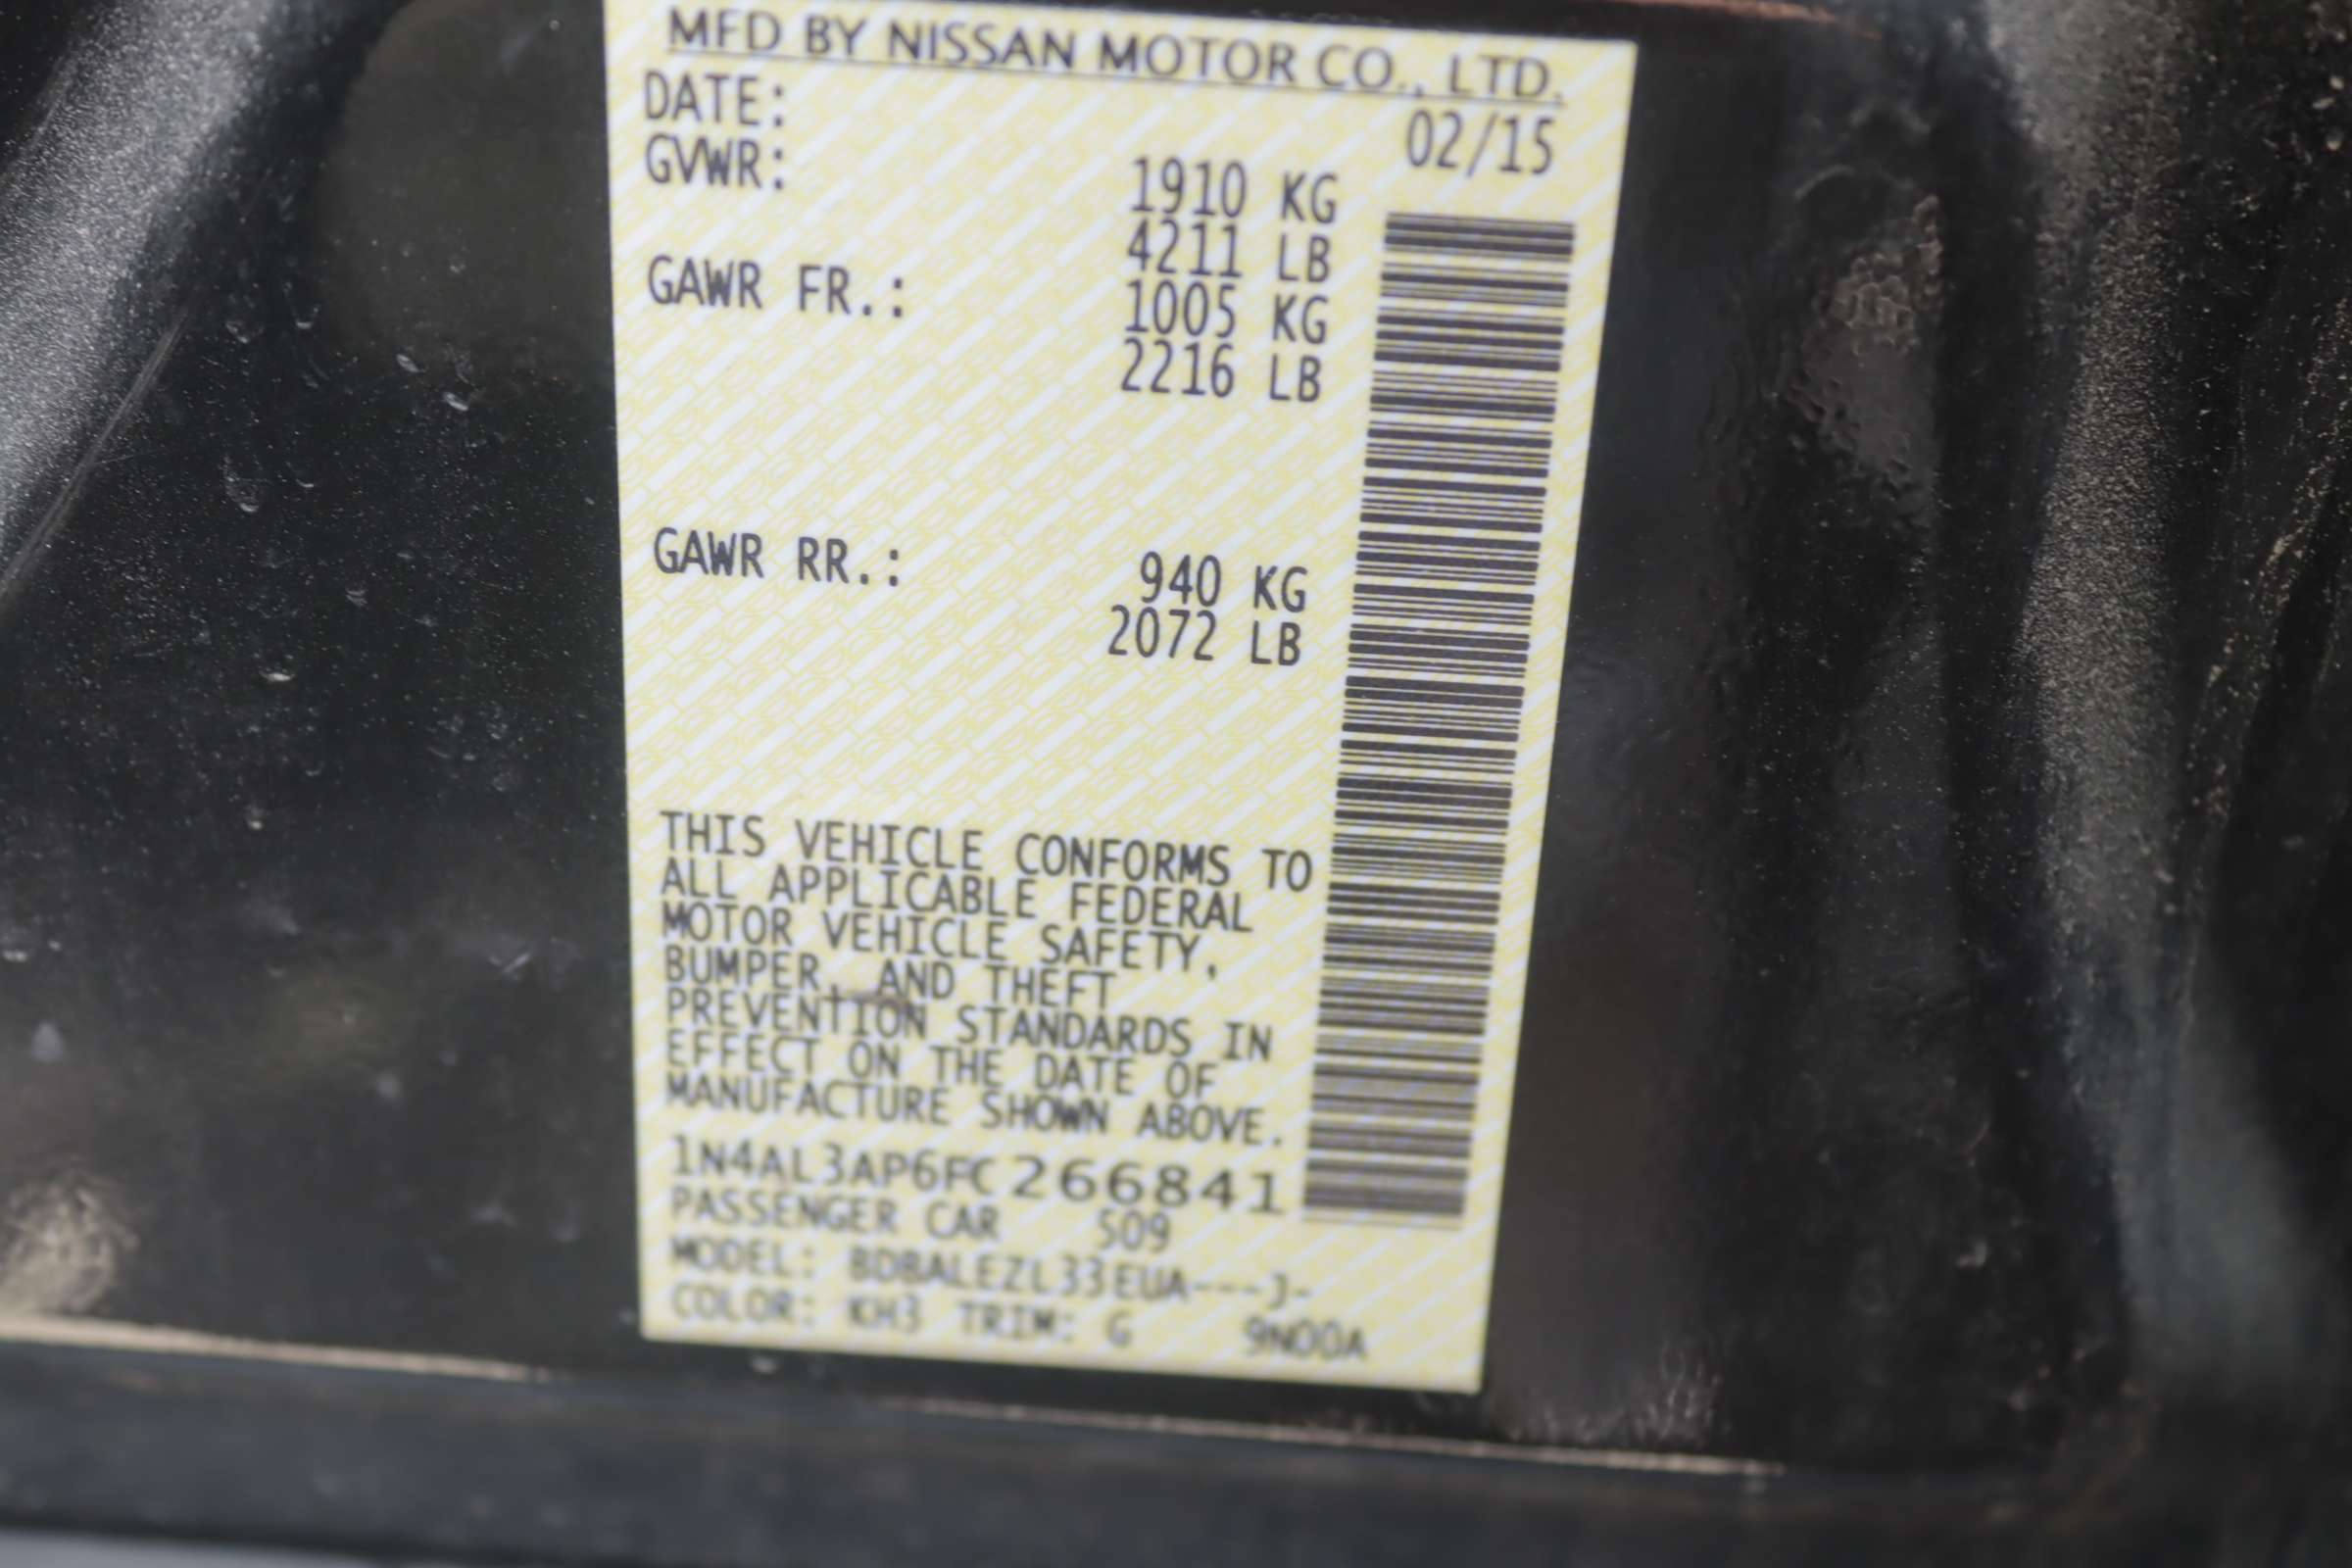 MFD BY NISSAN MOTOR CO., LTD.
DATE: 02/15
GVWR: 1910 KG
4211 LB
GAWR FR.: 1005 KG
2216 LB
GAWR RR.: 940 KG
2072 LB
THIS VEHICLE CONFORMS TO
ALL APPLICABLE FEDERAL
MOTOR VEHICLE SAFETY,
BUMPER, AND THEFT
PREVENTION STANDARDS IN
EFFECT ON THE DATE OF
MANUFACTURE SHOWN ABOVE.
1N4AL3AP6FC266841
PASSENGER CAR 509
MODEL: BDBALEZL33EUA---J-
COLOR: KH3 TRIM: G 9N00A